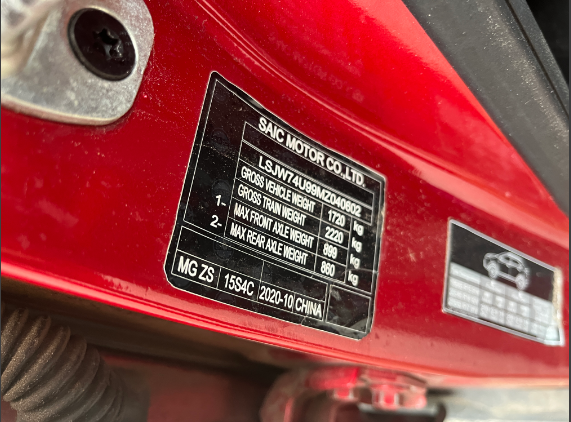 SAIC MOTOR CO.,LTD.
LSJW74U99MZ040602
GROSS VEHICLE WEIGHT 1720 kg
GROSS TRAIN WEIGHT 2220 kg
1- MAX FRONT AXLE WEIGHT 899 kg
2- MAX REAR AXLE WEIGHT 860 kg
MG ZS 15S4C 2020-10 CHINA